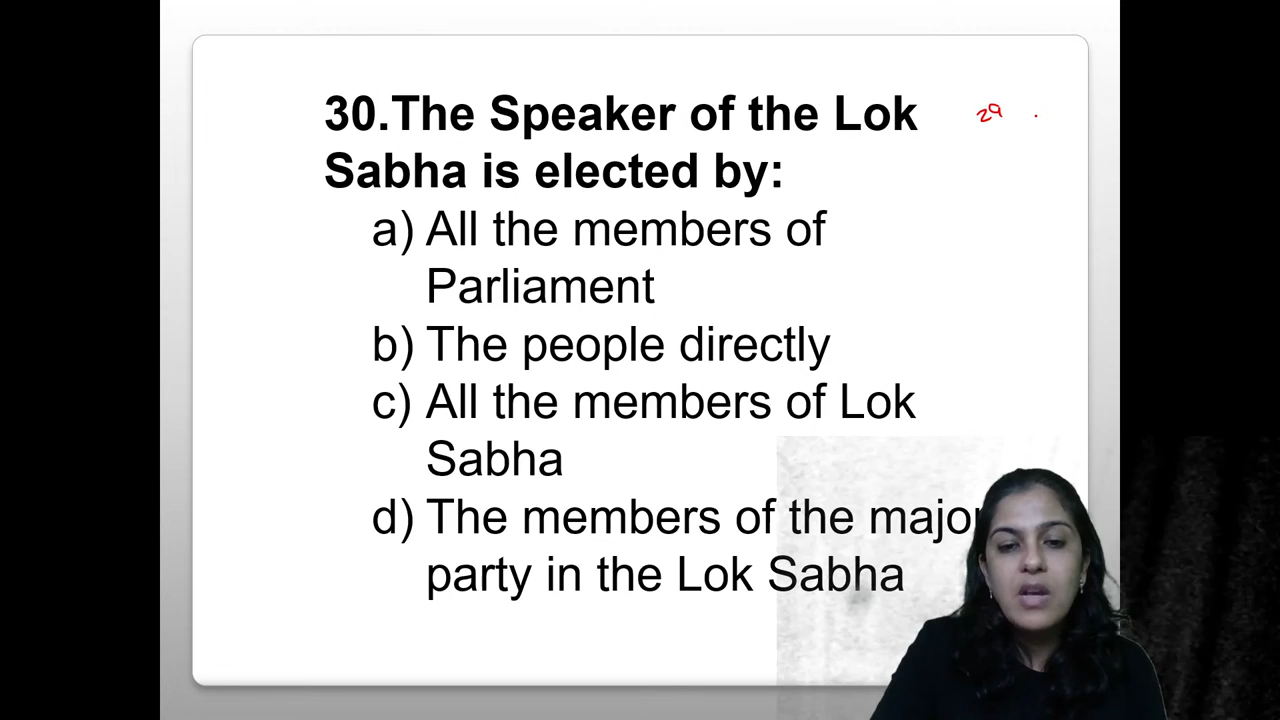 30.The Speaker of the Lok
29
Sabha is elected by:
a) All the members of
Parliament
b) The people directly
c) All the members of Lok
Sabha
d) The members of the
party in the Lok Sabha